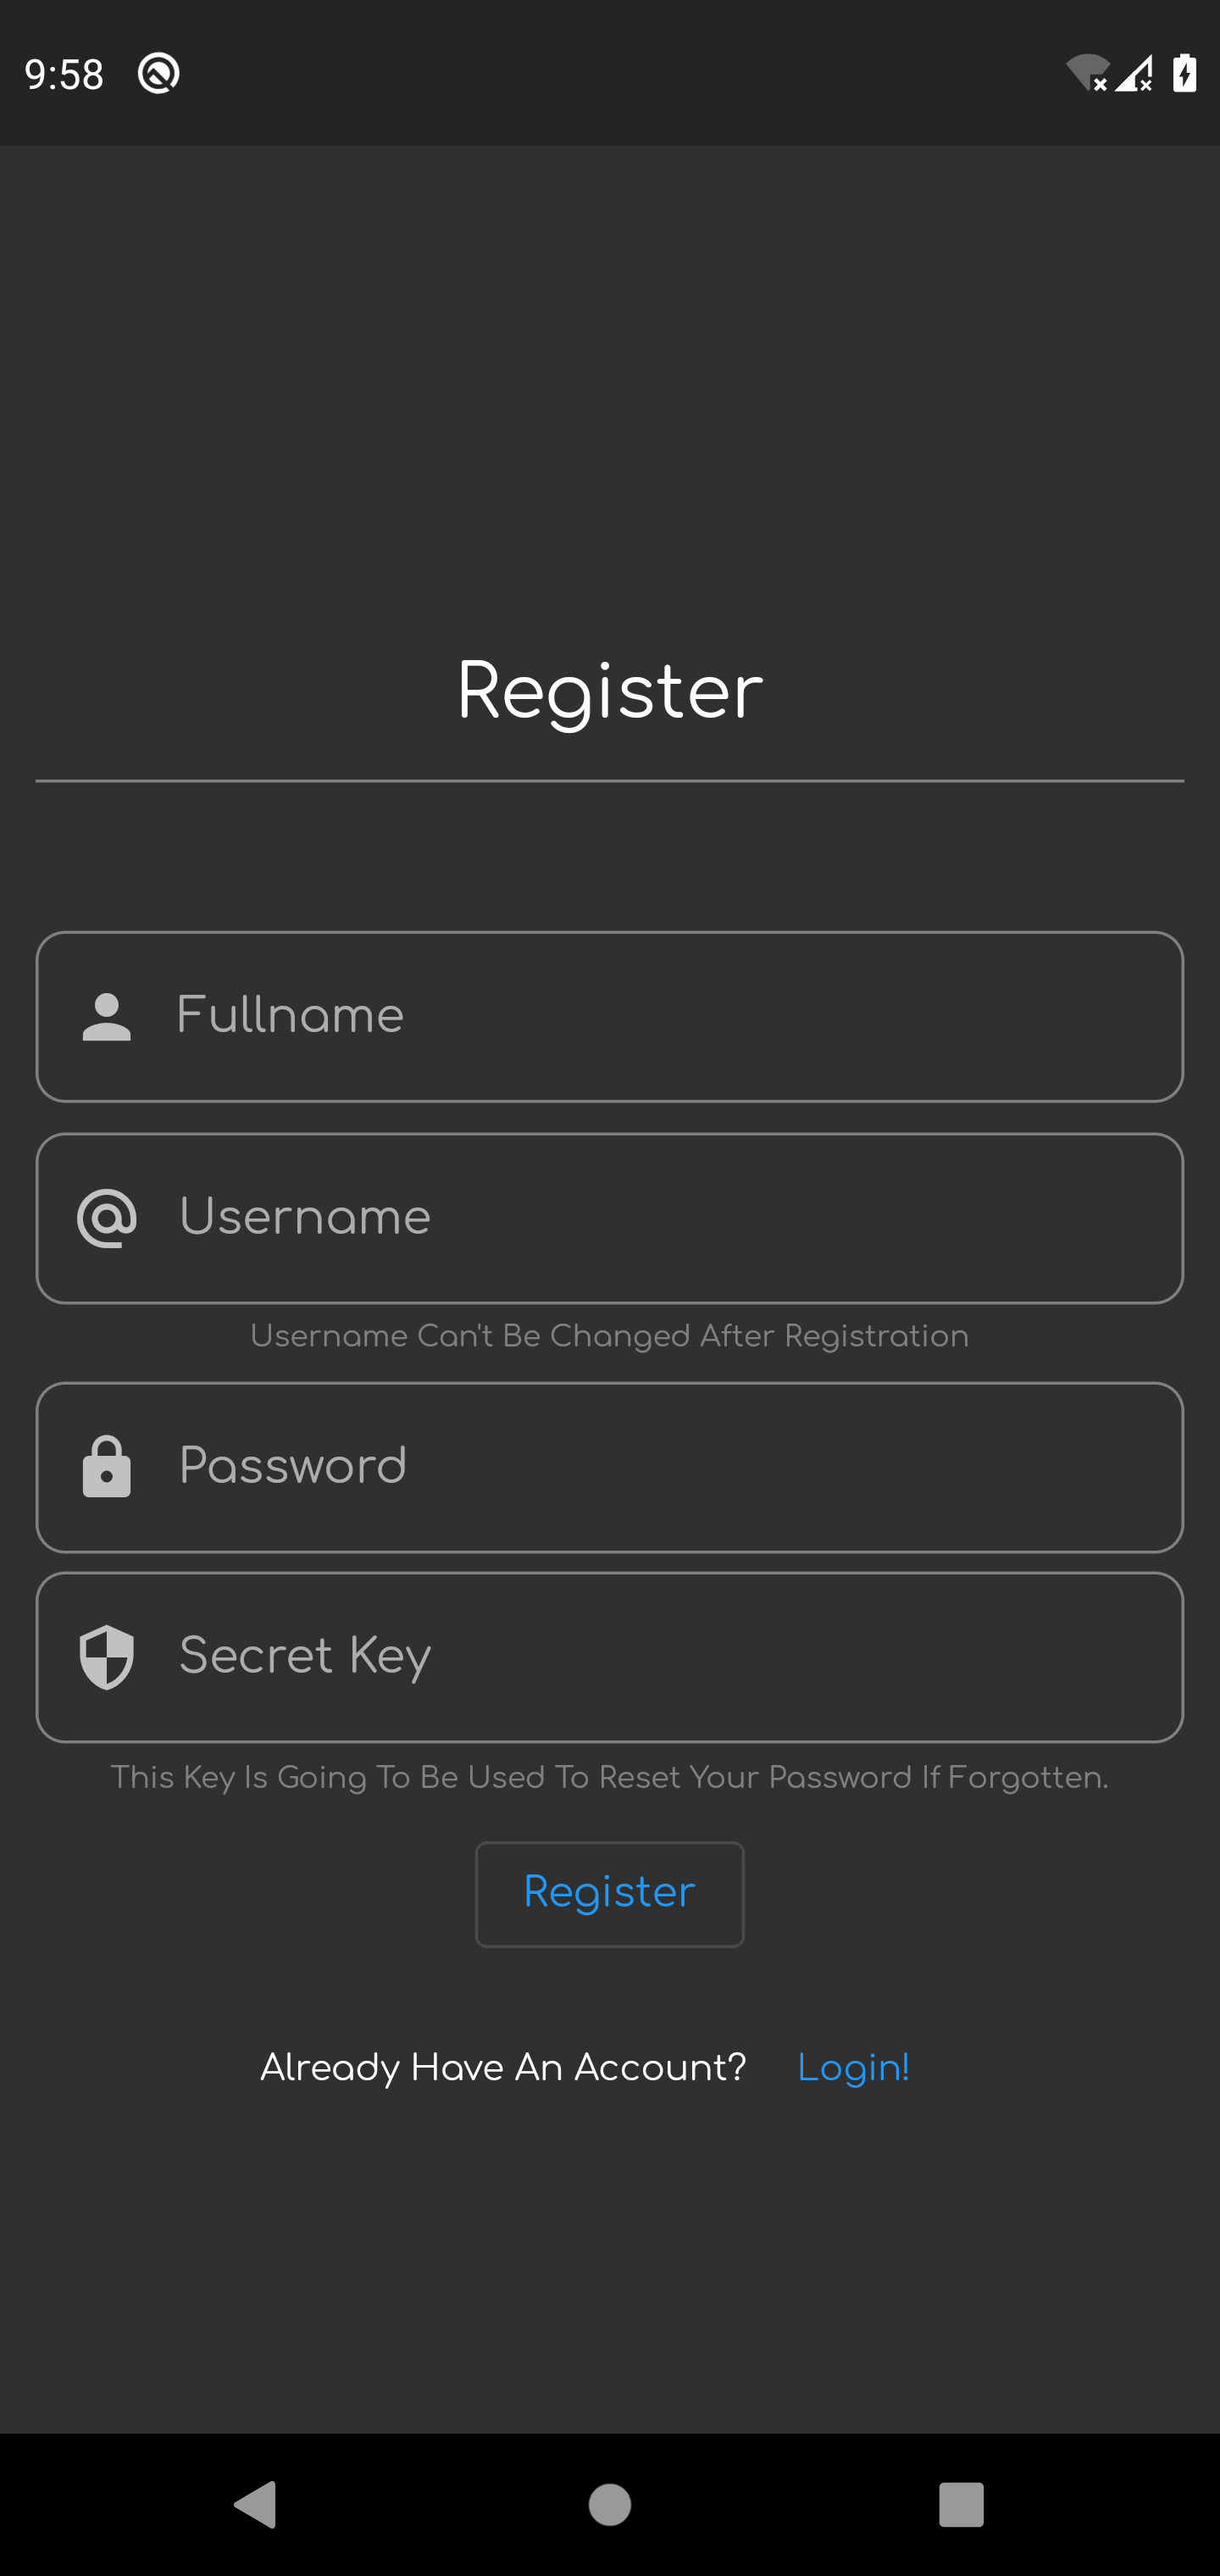 9:58
Register
Fullname
Username
Username Can't Be Changed After Registration
Password
Secret Key
This Key Is Going To Be Used To Reset Your Password If Forgotten.
Register
Already Have An Account? Login!